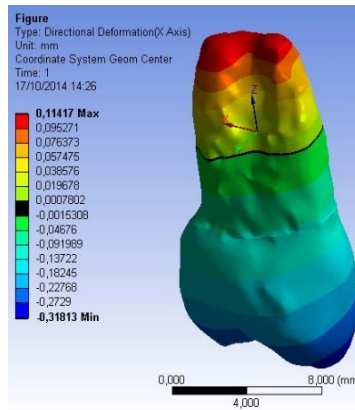 Figure
Type: Directional Deformation(X Axis)
Unit: mm
Coordinate System Geom Center
Time: 1
17/10/2014 14:26
0,11417 Max
0,095271
0,076373
0,057475
0,038576
0,019678
0,0007802
-0,0015308
-0,04676
-0,091989
-0,13722
-0,18245
-0,22768
-0,2729
-0,31813 Min
Z
0,000
8,000 (mm
4,000